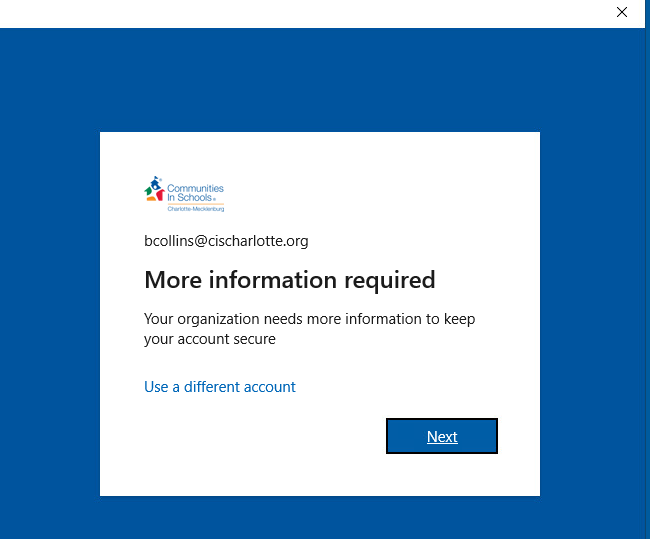 Communities
In Schools®
Charlotte-Mecklenburg
bcollins@cischarlotte.org
More information required
Your organization needs more information to keep
your account secure
Use a different account
Next